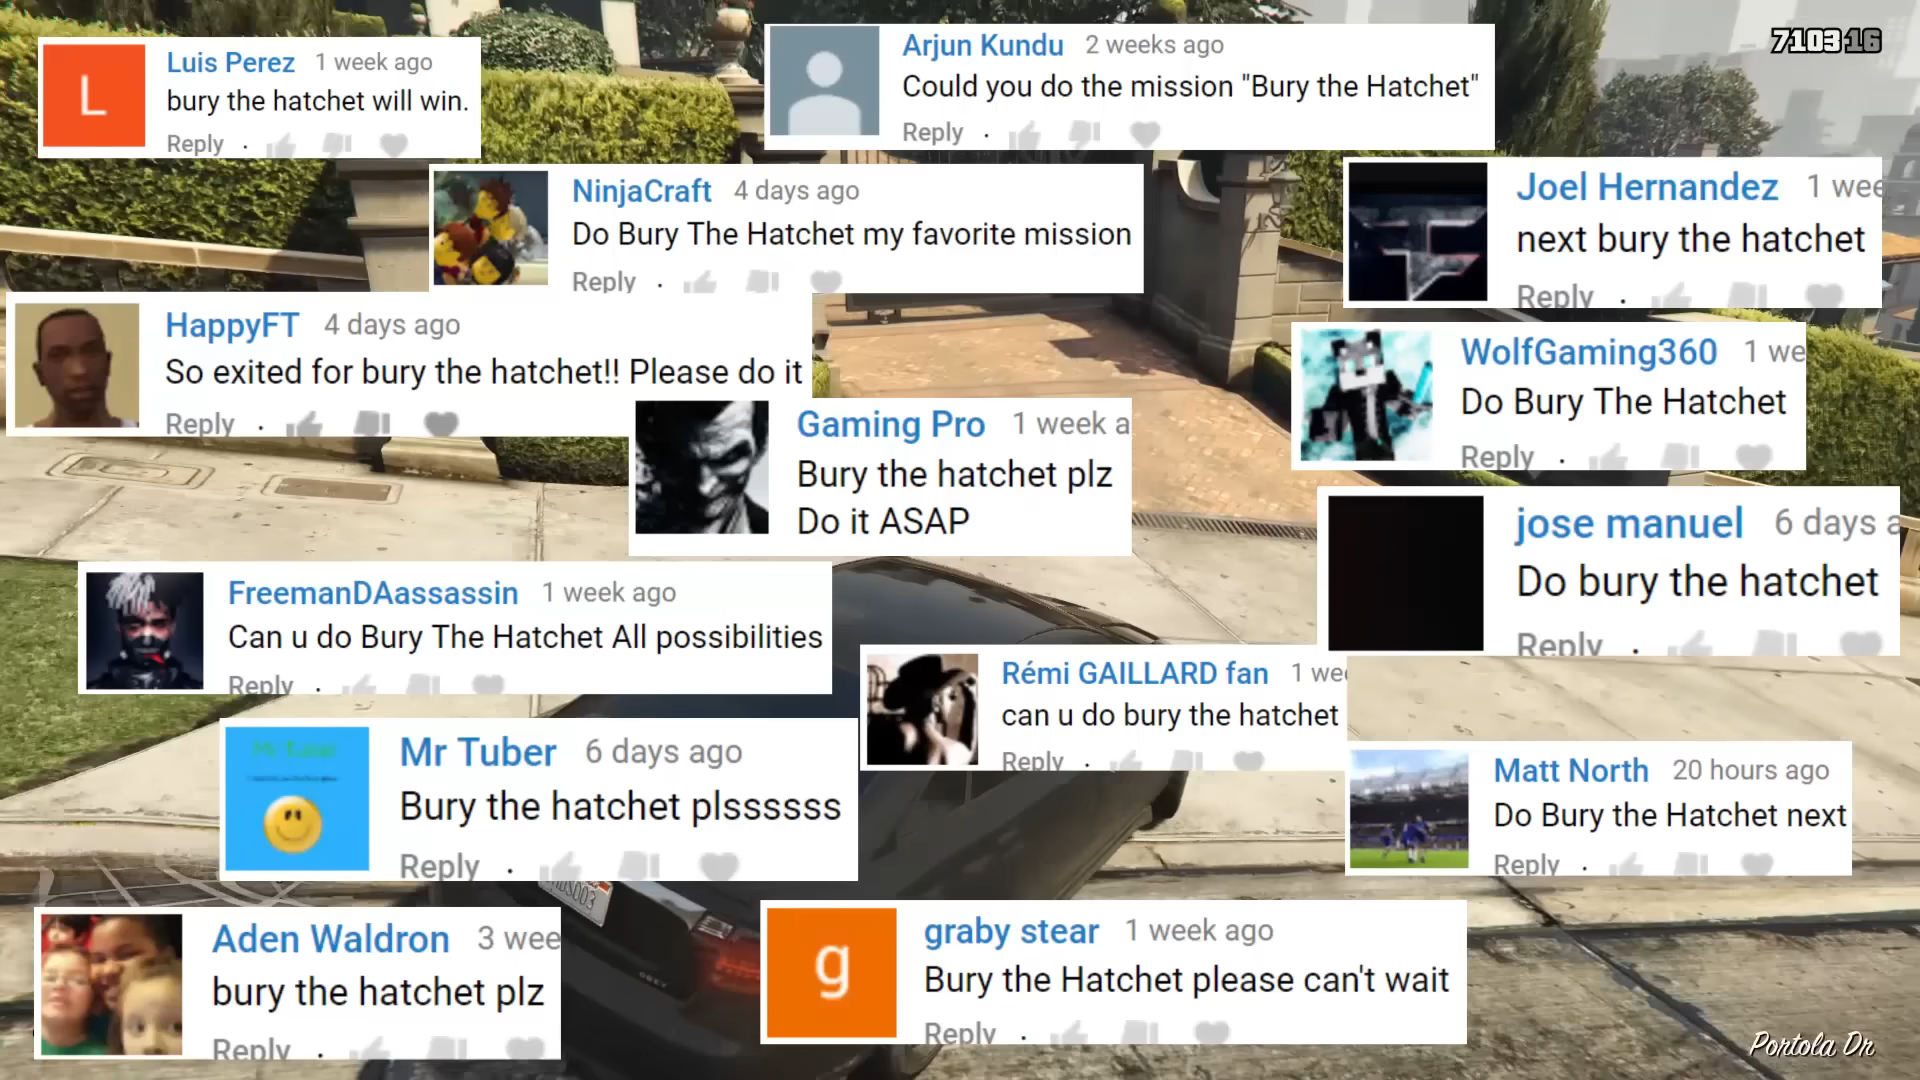 Luis Perez 1 week ago
bury the hatchet will win.
Reply
Arjun Kundu 2 weeks ago
Could you do the mission "Bury the Hatchet"
Reply
710316
NinjaCraft 4 days ago
Do Bury The Hatchet my favorite mission
Reply
Joel Hernandez 1 wee
next bury the hatchet
Reply
HappyFT 4 days ago
So exited for bury the hatchet!! Please do it
Reply
WolfGaming360 1 we
Do Bury The Hatchet
Reply
Gaming Pro 1 week a
Bury the hatchet plz
Do it ASAP
jose manuel 6 days a
Do bury the hatchet
Reply
FreemanDAassassin 1 week ago
Can u do Bury The Hatchet All possibilities
Reply
Rémi GAILLARD fan 1 wee
can u do bury the hatchet
Reply
Mr Tuber 6 days ago
Bury the hatchet plssssss
Reply
Matt North 20 hours ago
Do Bury the Hatchet next
Reply
Aden Waldron 3 wee
bury the hatchet plz
Reply
graby stear 1 week ago
Bury the Hatchet please can't wait
Reply
L
g
Mr Tuber
OBEY
Portola Dr